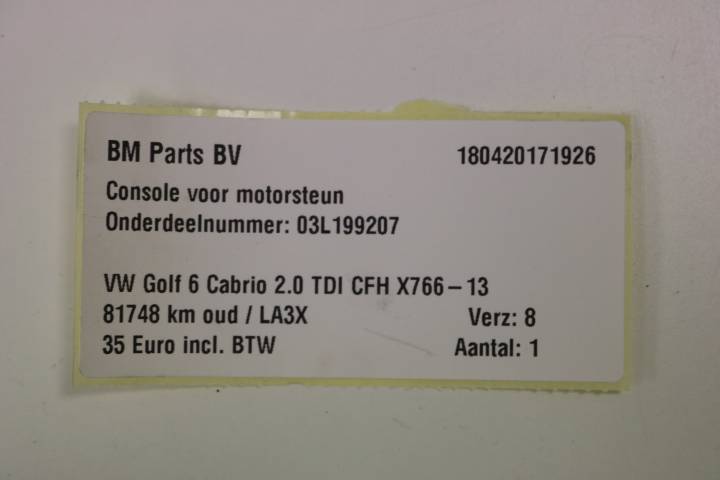 BM Parts BV 180420171926
Console voor motorsteun
Onderdeelnummer: 03L199207
VW Golf 6 Cabrio 2.0 TDI CFH X766-13
81748 km oud / LA3X Verz: 8
35 Euro incl. BTW Aantal: 1